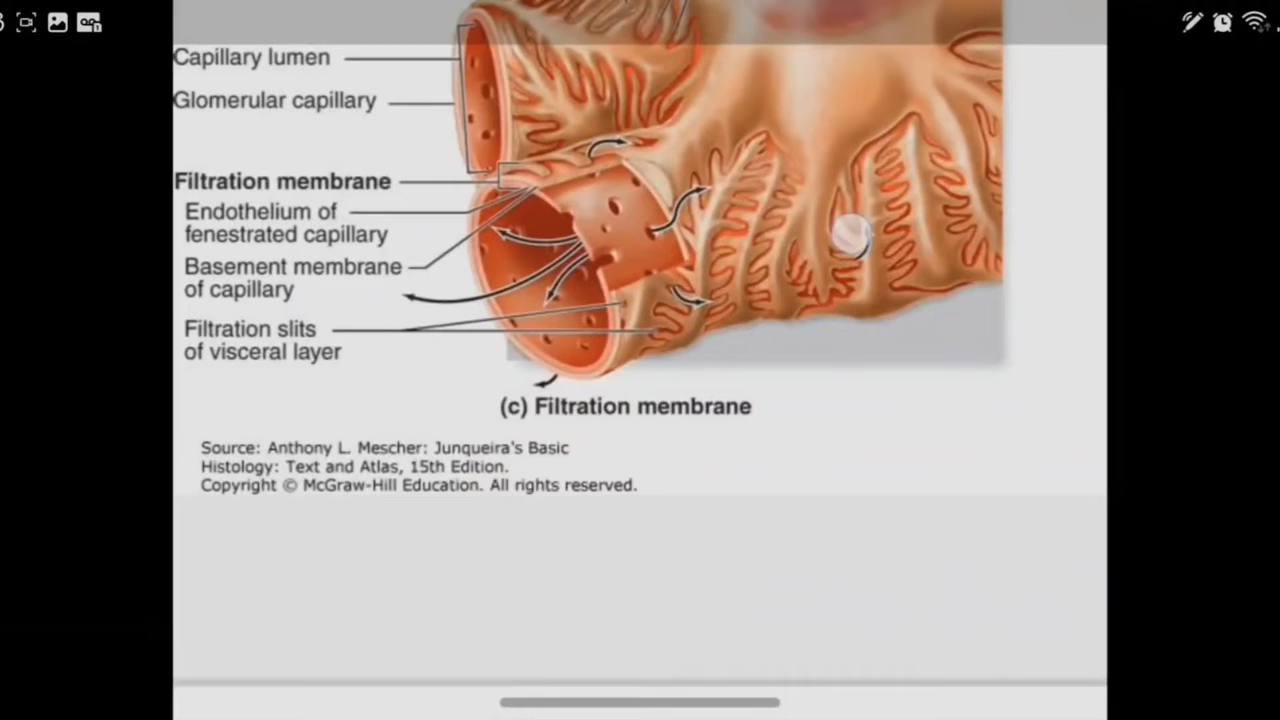 Capillary lumen
Glomerular capillary
Filtration membrane
Endothelium of
fenestrated capillary
Basement membrane
of capillary
Filtration slits
of visceral layer
(c) Filtration membrane
Source: Anthony L. Mescher: Junqueira's Basic
Histology: Text and Atlas, 15th Edition.
Copyright © McGraw-Hill Education. All rights reserved.